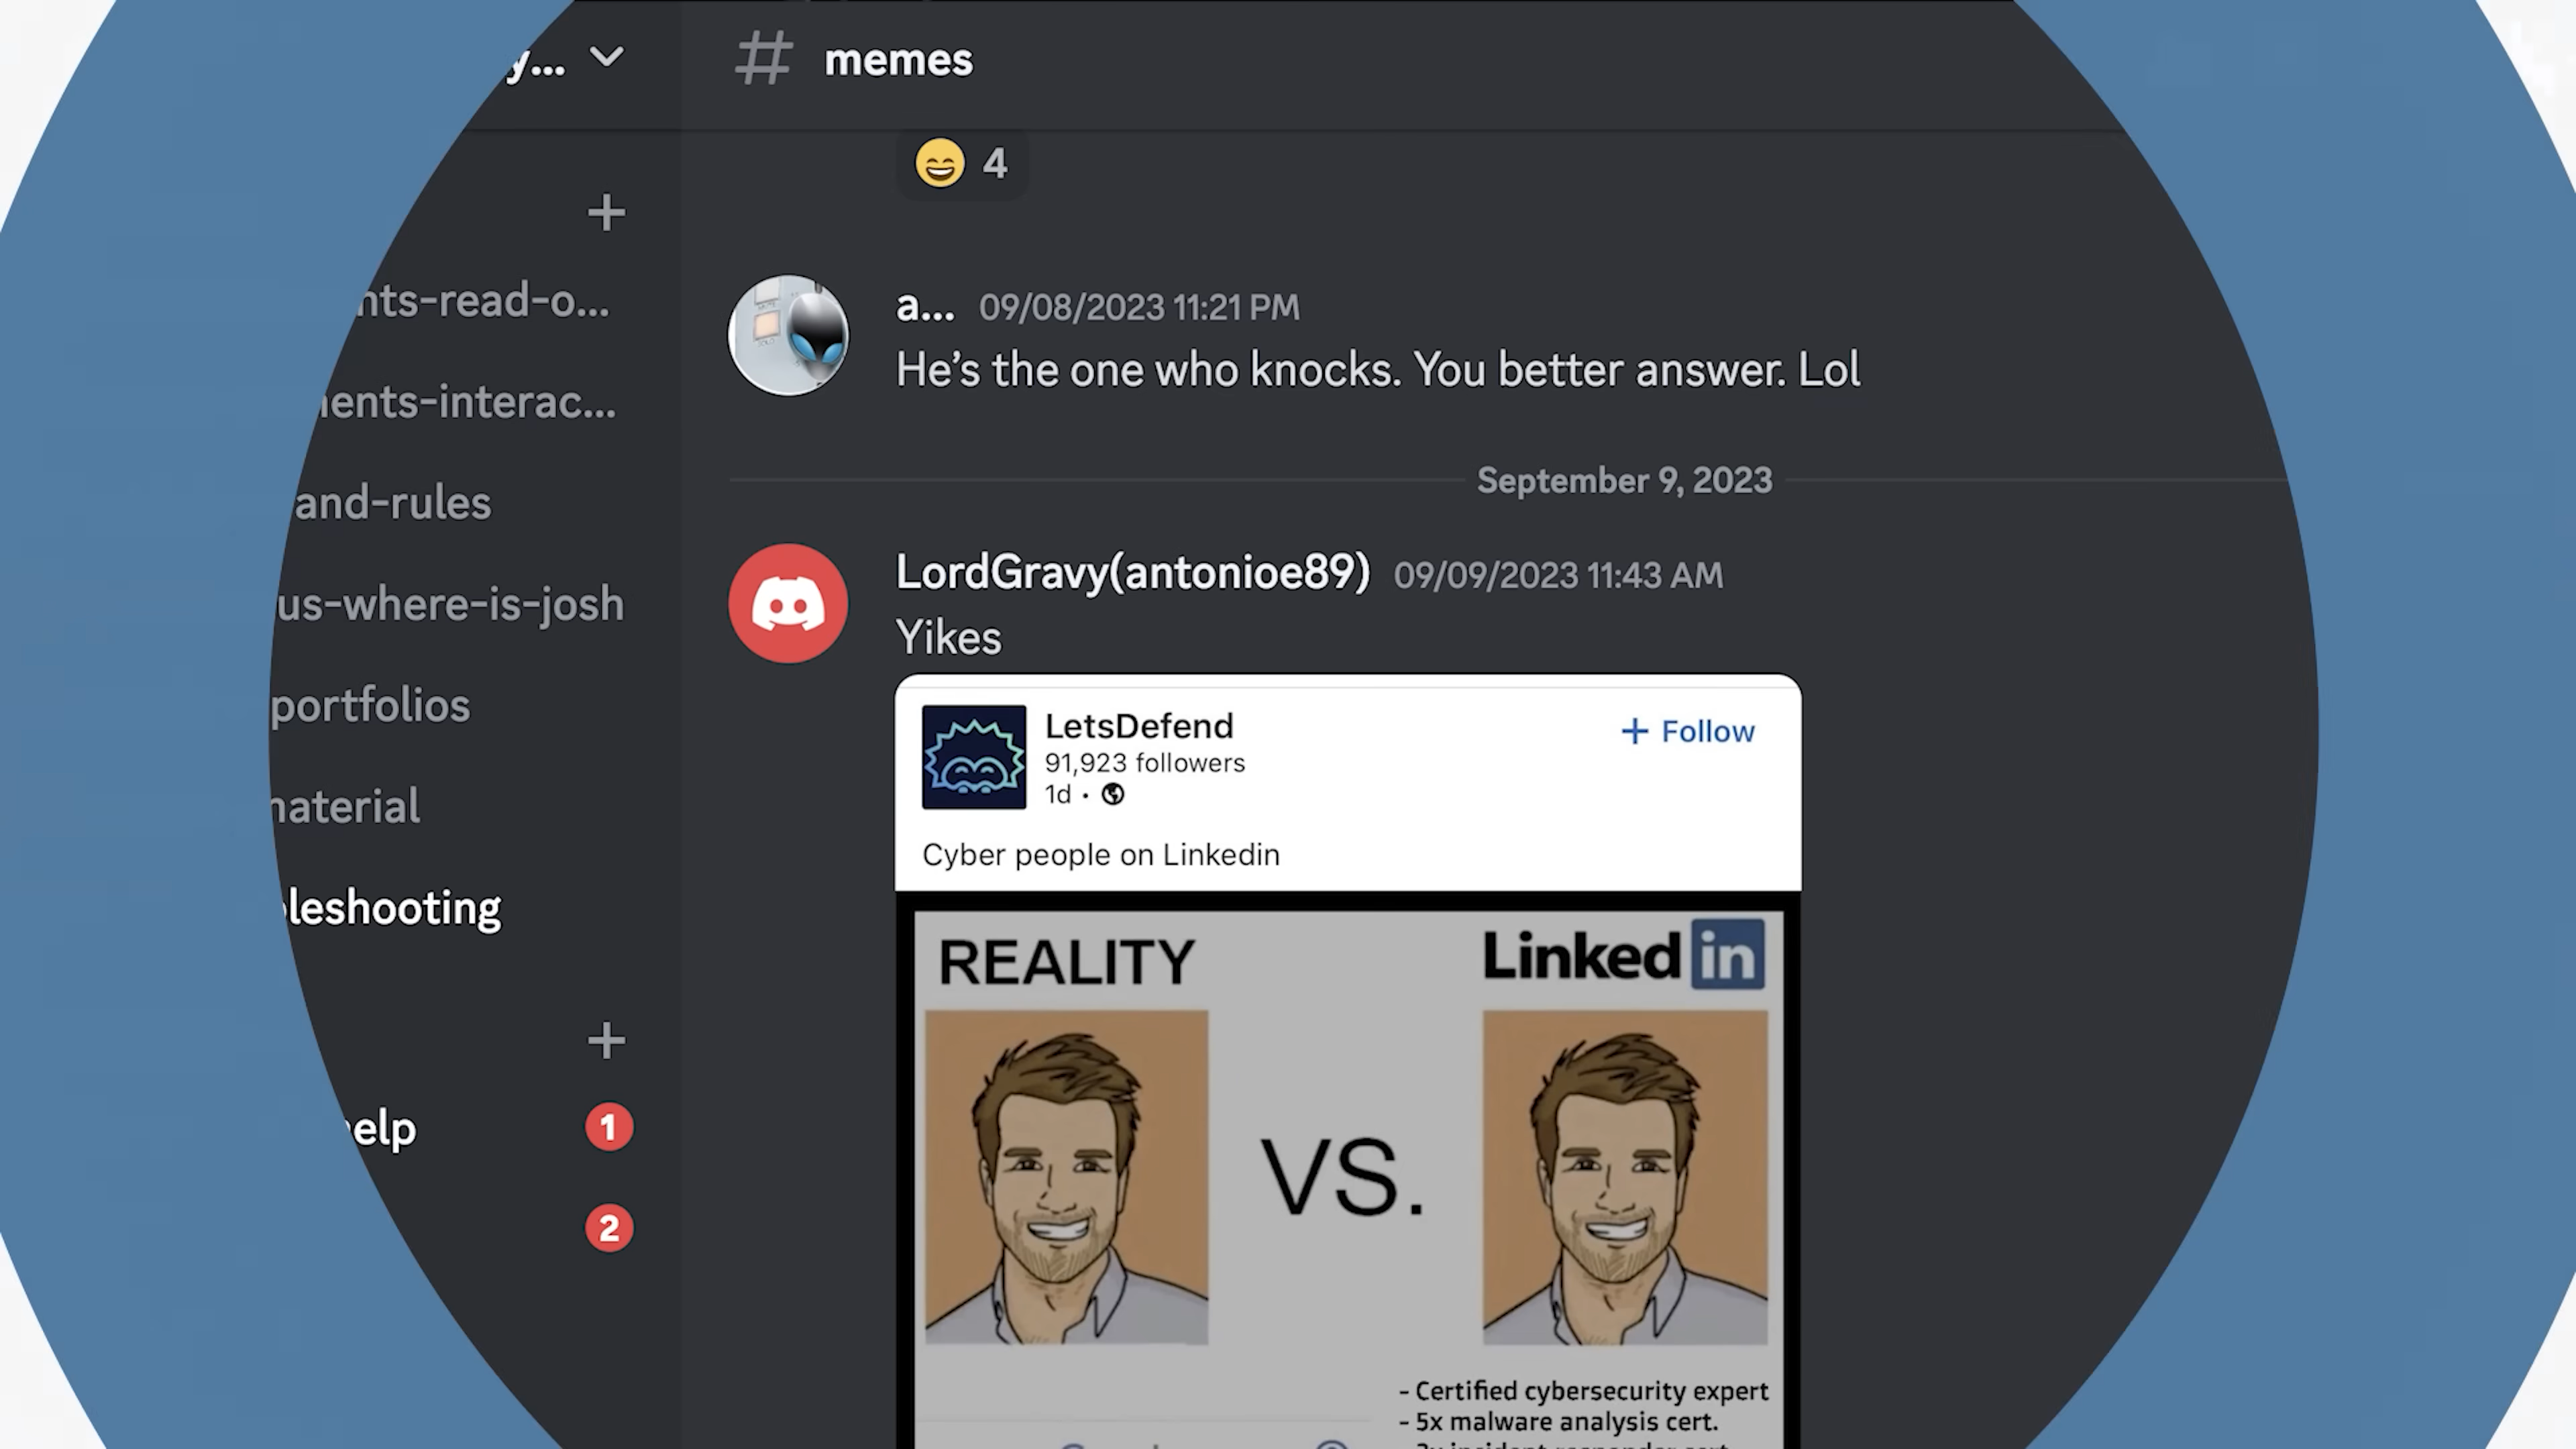 y...
# memes
4
nts-read-o...
ents-interac...
and-rules
us-where-is-josh
portfolios
aterial
leshooting
elp
1
2
a... 09/08/2023 11:21 PM
He's the one who knocks. You better answer. Lol
September 9, 2023
LordGravy(antonioe89) 09/09/2023 11:43 AM
Yikes
LetsDefend
+ Follow
91,923 followers
1d •
Cyber people on Linkedin
REALITY
Linked in
VS.
- Certified cybersecurity expert
- 5x malware analysis cert.